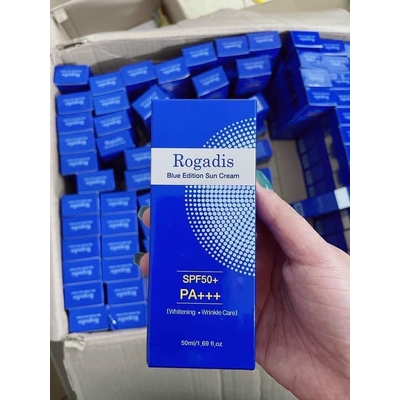 Rogadis
Blue Edition Sun Cream
SPF50+
PA+++
[Whitening • Wrinkle Care]
50ml/1,69 fl,oz